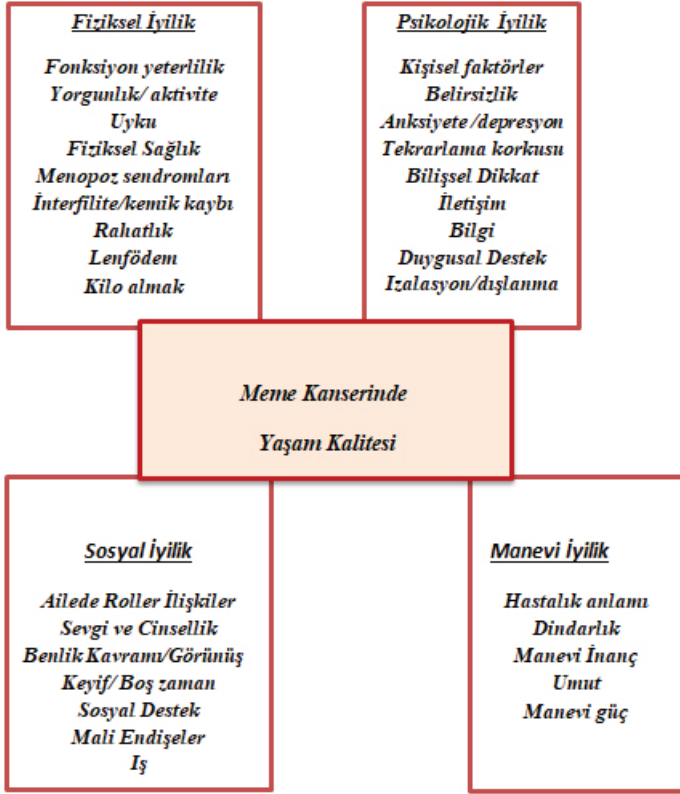 Fiziksel İyilik
Fonksiyon yeterlilik
Yorgunlık/ aktivite
Uyku
Fiziksel Sağlık
Menopoz sendromları
İnterfilite/kemik kaybı
Rahatlık
Lenfödem
Kilo almak
Psikolojik İyilik
Kişisel faktörler
Belirsizlik
Anksiyete /depresyon
Tekrarlama korkusu
Bilişsel Dikkat
İletişim
Bilgi
Duygusal Destek
Izalasyon/dışlanma
Meme Kanserinde
Yaşam Kalitesi
Sosyal İyilik
Ailede Roller İlişkiler
Sevgi ve Cinsellik
Benlik Kavramı/Görünüş
Keyif/ Boş zaman
Sosyal Destek
Mali Endişeler
Iş
Manevi İyilik
Hastalık anlamı
Dindarlık
Manevi İnanç
Umut
Manevi güç